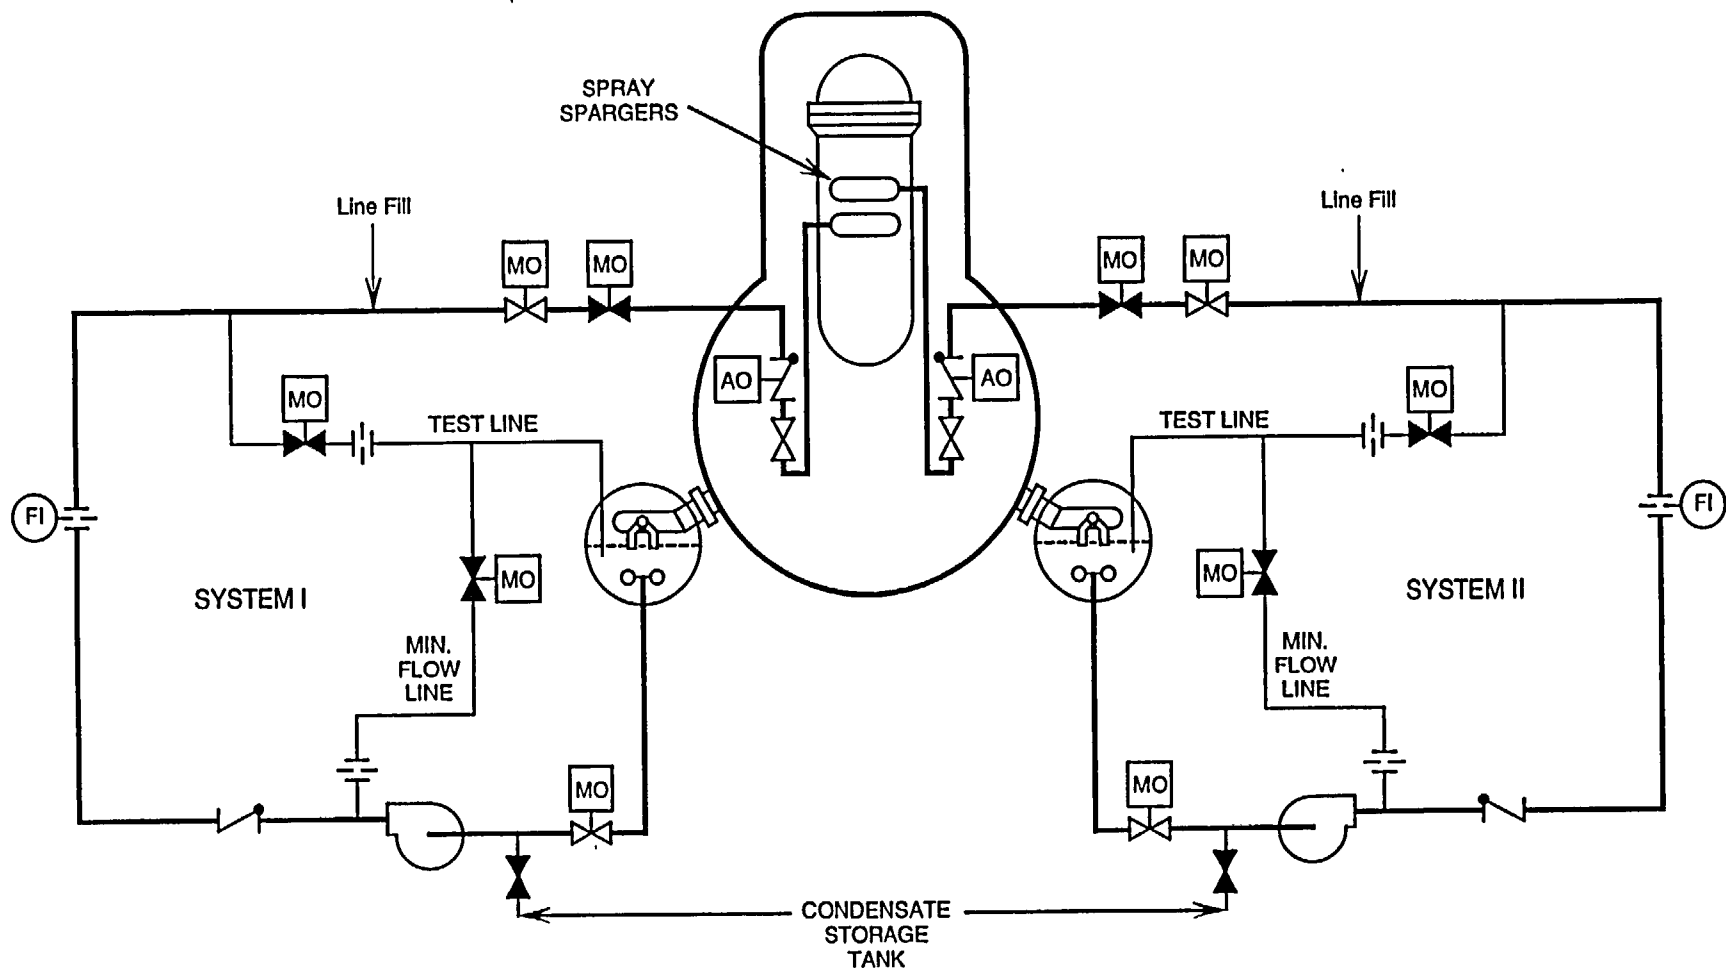 SPRAY
SPARGERS
Line Fill
Line Fill
MO
MO
MO
MO
AO
AO
MO
MO
TEST LINE
TEST LINE
FI
FI
MO
MO
SYSTEM I
SYSTEM II
MIN.
FLOW
LINE
MIN.
FLOW
LINE
MO
MO
CONDENSATE
STORAGE
TANK